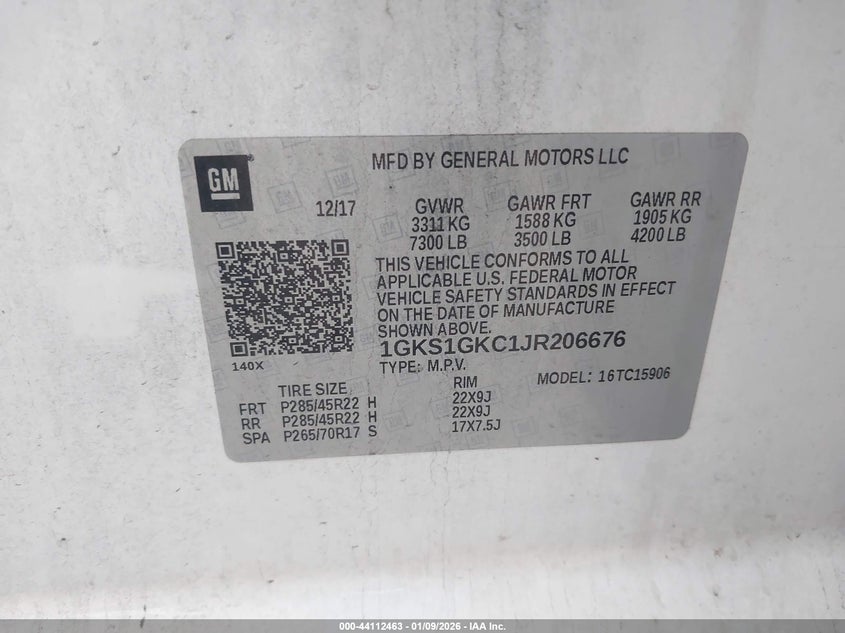 GM
MFD BY GENERAL MOTORS LLC
12/17
GVWR GAWR FRT GAWR RR
3311 KG 1588 KG 1905 KG
7300 LB 3500 LB 4200 LB
THIS VEHICLE CONFORMS TO ALL
APPLICABLE U.S. FEDERAL MOTOR
VEHICLE SAFETY STANDARDS IN EFFECT
ON THE DATE OF MANUFACTURE
SHOWN ABOVE.
1GKS1GKC1JR206676
140X
TYPE: M.P.V. MODEL: 16TC15906
TIRE SIZE RIM
FRT P285/45R22 H 22X9J
RR P285/45R22 H 22X9J
SPA P265/70R17 S 17X7.5J
000-44112463 - 01/09/2026 - IAA Inc.